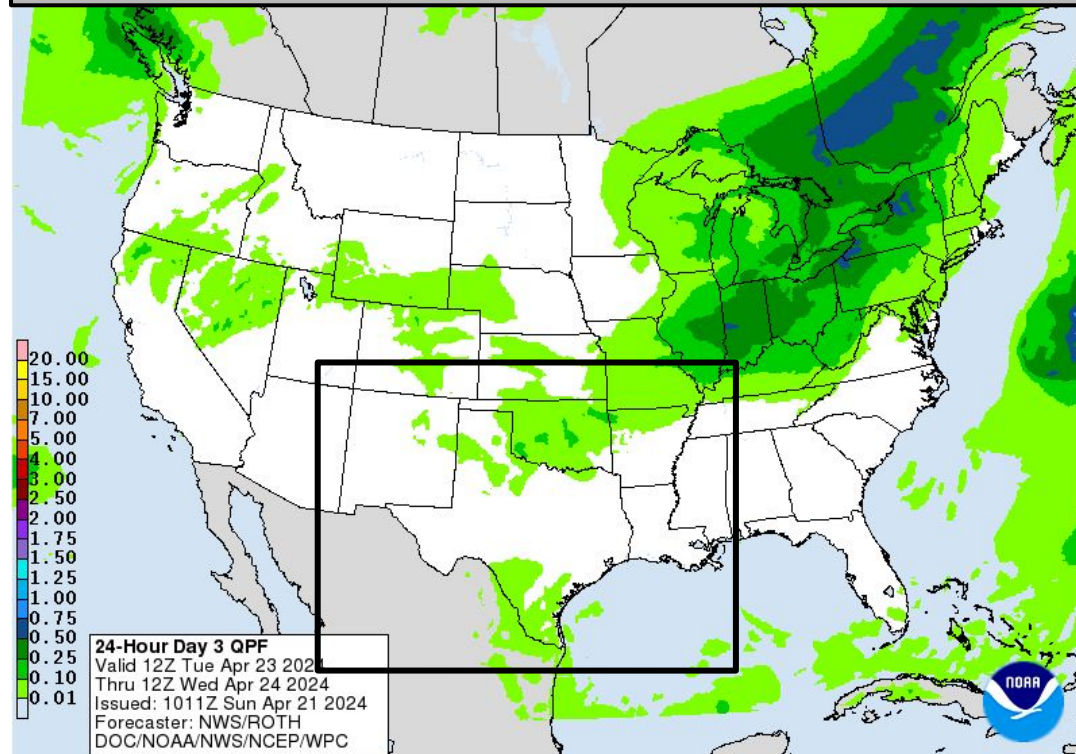 20.00
15.00
10.00
7.00
5.00
4.00
3.00
2.50
2.00
1.75
1.50
1.25
1.00
0.75
0.50
0.25
0.10
0.01
24-Hour Day 3 QPF
Valid 12Z Tue Apr 23 2024
Thru 12Z Wed Apr 24 2024
Issued: 1011Z Sun Apr 21 2024
Forecaster: NWS/ROTH
DOC/NOAA/NWS/NCEP/WPC
NOAA